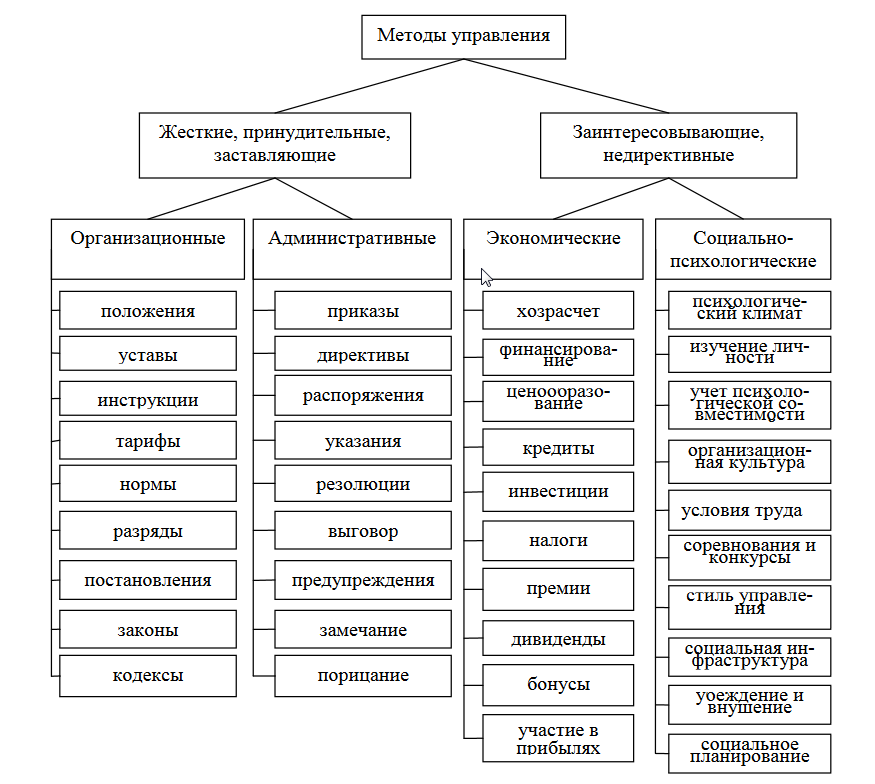 Методы управления
Жесткие, принудительные,
заставляющие
Заинтересовывающие,
недирективные
Организационные
положения
уставы
инструкции
тарифы
нормы
разряды
постановления
законы
кодексы
Административные
приказы
директивы
распоряжения
указания
резолюции
выговор
предупреждения
замечание
порицание
Экономические
хозрасчет
финансирова-
ние
ценообразо-
вание
кредиты
инвестиции
налоги
премии
дивиденды
бонусы
участие в
прибылях
Социально-
психологические
психологиче-
ский климат
изучение лич-
ности
учет психоло-
гической со-
вместимости
организацион-
ная культура
условия труда
соревнования и
конкурсы
стиль управле-
ния
социальная ин-
фраструктура
убеждение и
внушение
социальное
планирование